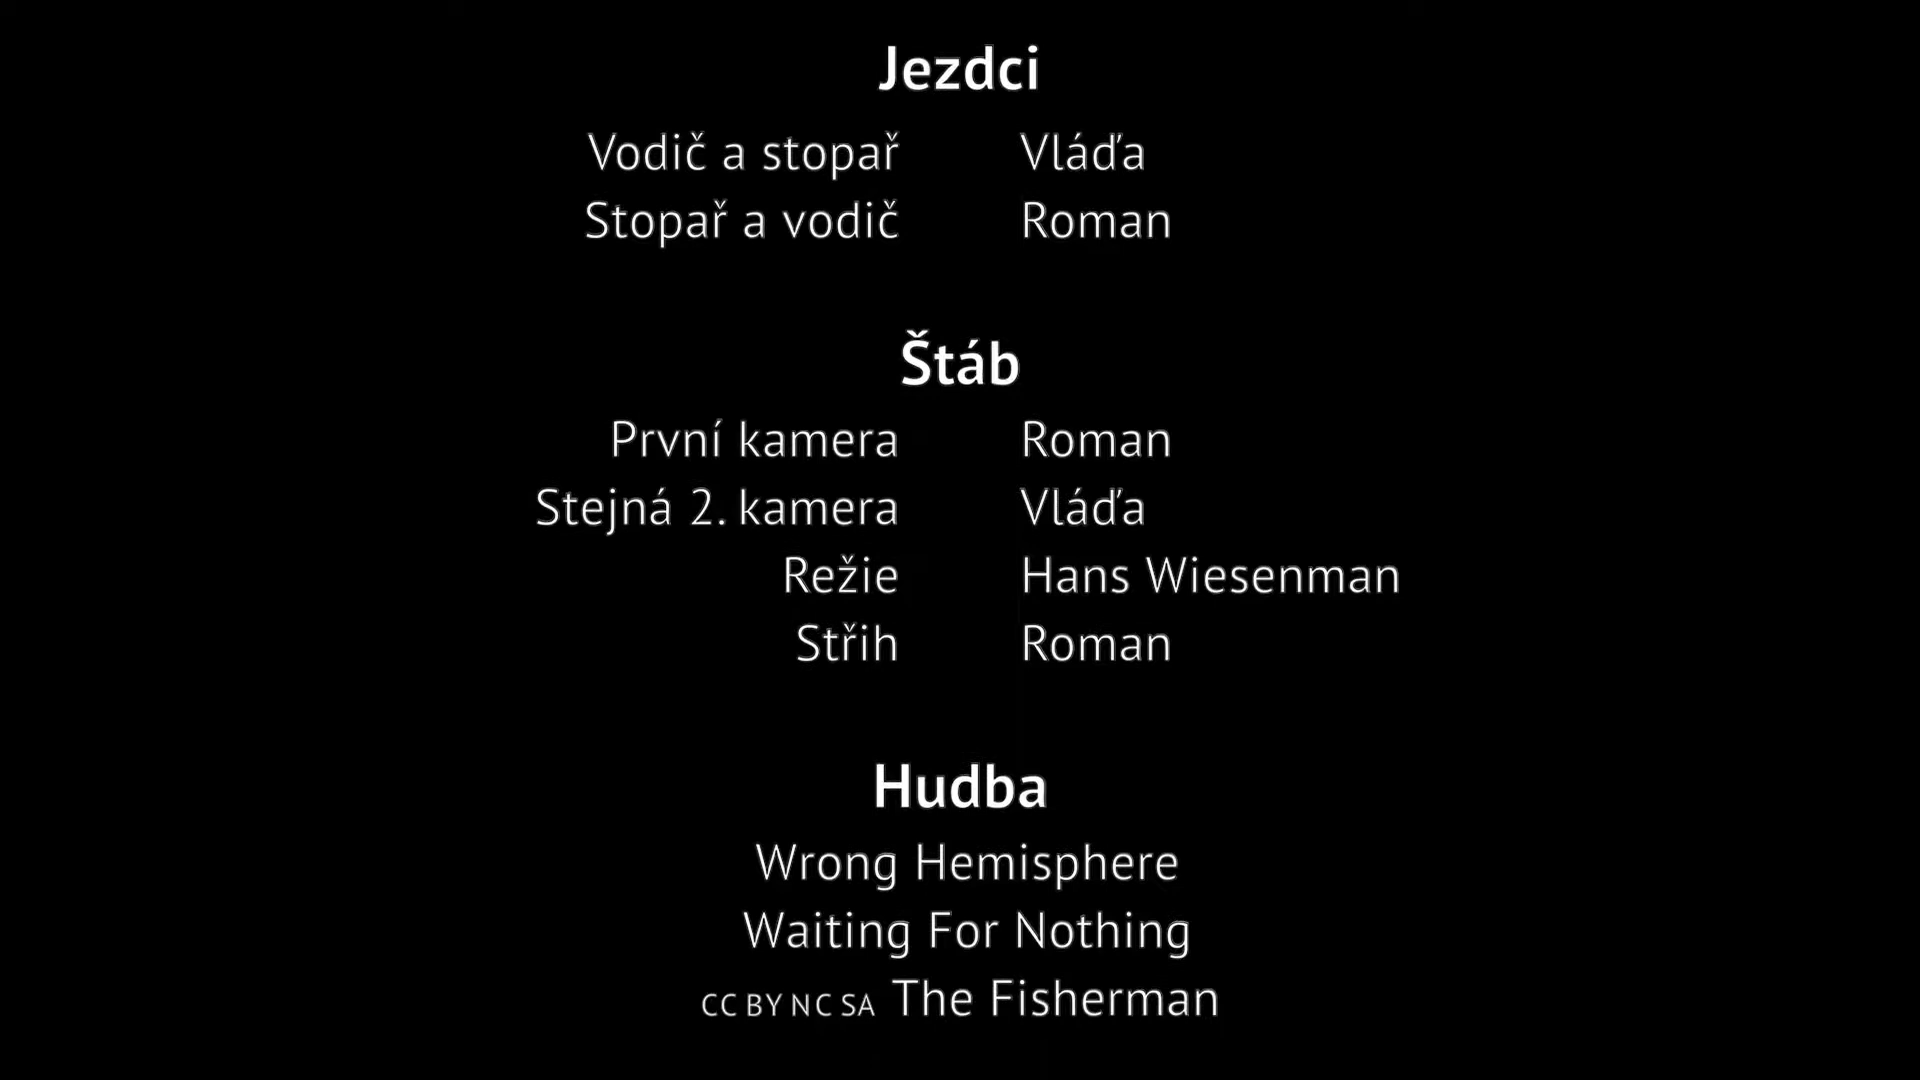 Jezdci
Vodič a stopař Vláďa
Stopař a vodič Roman
Štáb
První kamera Roman
Stejná 2. kamera Vláďa
Režie Hans Wiesenman
Střih Roman
Hudba
Wrong Hemisphere
Waiting For Nothing
CC BY NC SA The Fisherman